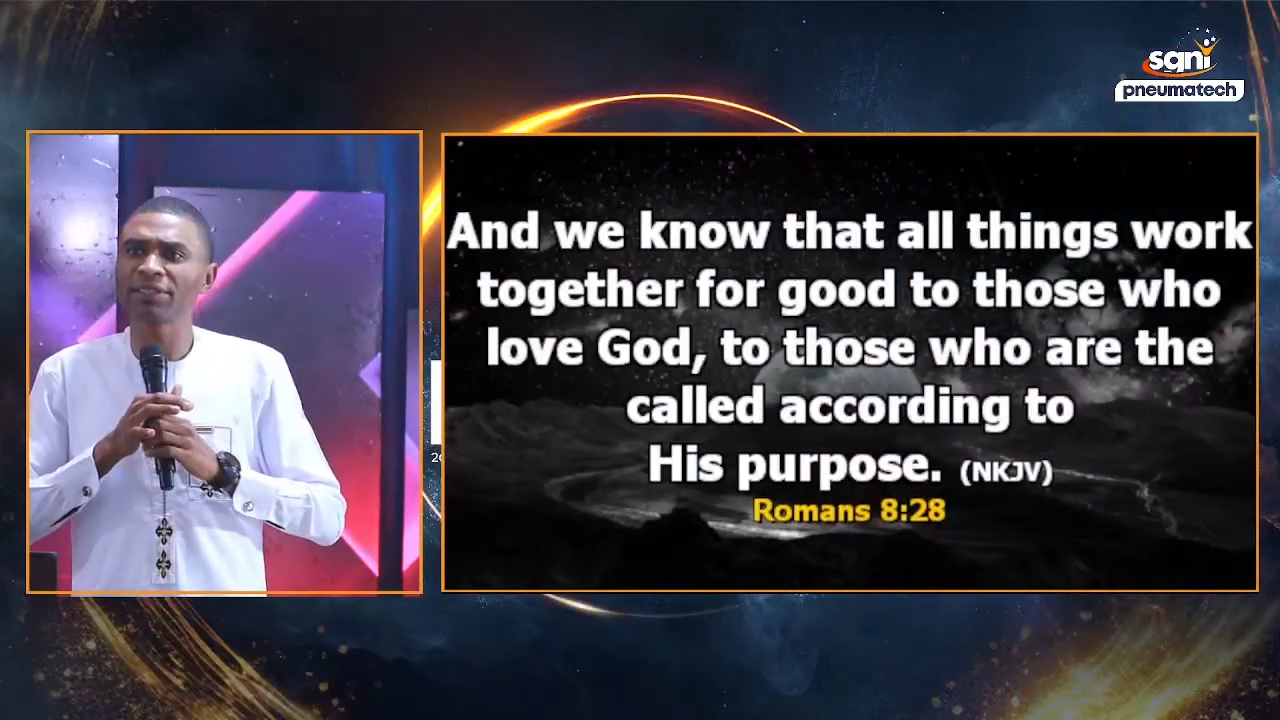 sgni
pneumatech
And we know that all things work
together for good to those who
love God, to those who are the
called according to
His purpose. (NKJV)
Romans 8:28